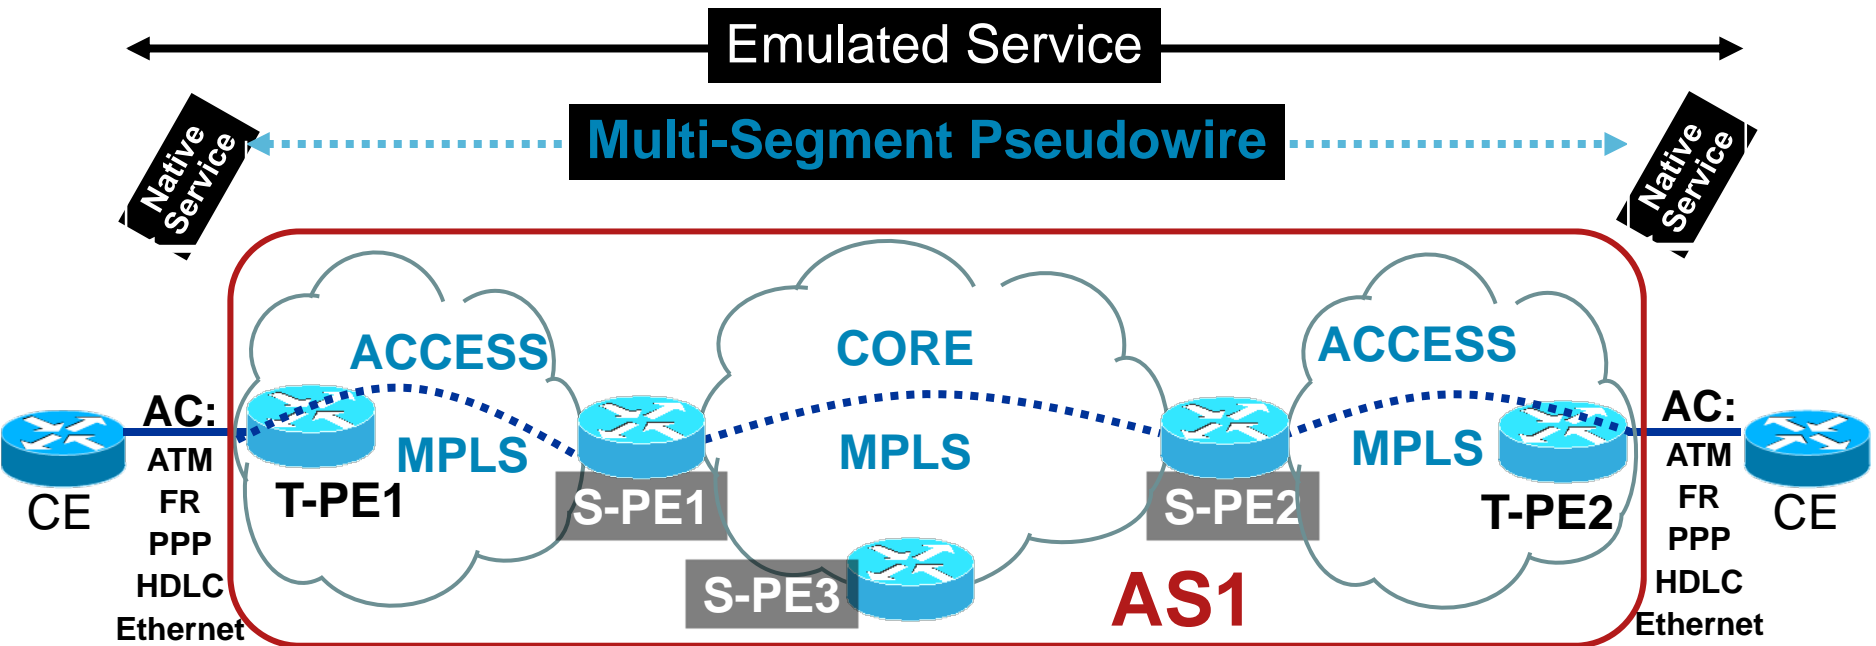 Emulated Service
Multi-Segment Pseudowire
Native
Service
Native
Service
ACCESS
CORE
ACCESS
AC:
AC:
MPLS
MPLS
MPLS
ATM
ATM
CE
T-PE1
S-PE1
S-PE2
T-PE2
CE
FR
FR
PPP
PPP
HDLC
HDLC
S-PE3
AS1
Ethernet
Ethernet